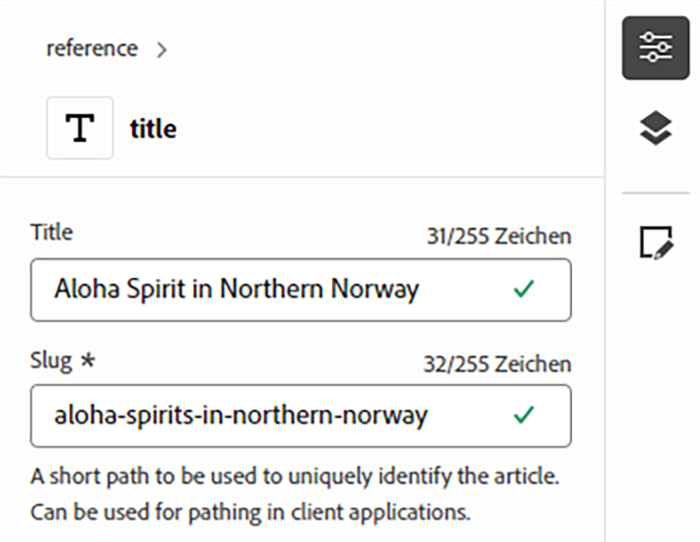 reference
T title
Title 31/255 Zeichen
Aloha Spirit in Northern Norway
Slug * 32/255 Zeichen
aloha-spirits-in-northern-norway
A short path to be used to uniquely identify the article.
Can be used for pathing in client applications.